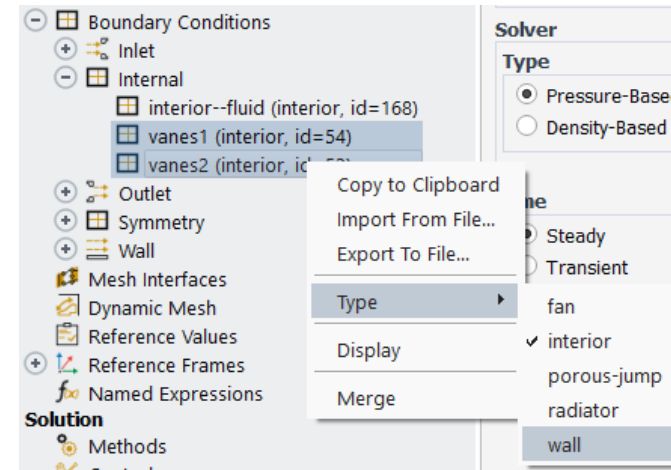 Boundary Conditions
Inlet
Internal
interior--fluid (interior, id=168)
vanes1 (interior, id=54)
vanes2 (interior,
Outlet
Symmetry
Wall
Mesh Interfaces
Dynamic Mesh
Reference Values
Reference Frames
fx Named Expressions
Solution
Methods
Copy to Clipboard
Import From File...
Export To File...
Type
Display
Merge
fan
interior
porous-jump
radiator
wall
Solver
Type
Pressure-Base
Density-Based
Steady
Transient